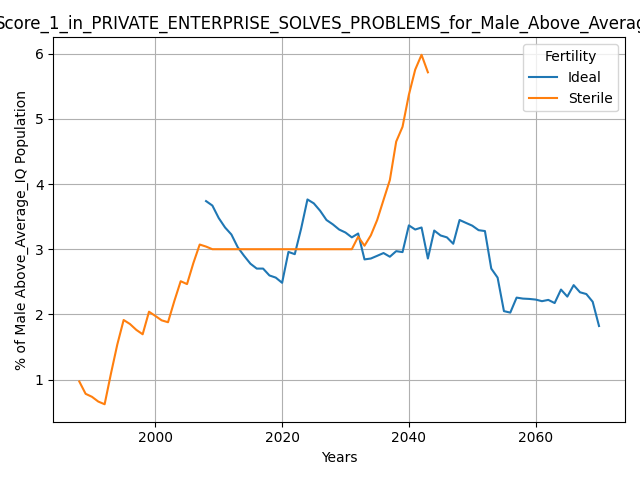 Score_1_in_PRIVATE_ENTERPRISE_SOLVES_PROBLEMS_for_Male_Above_Averag
6
5
4
3
2
1
% of Male Above_Average_IQ Population
Fertility
Ideal
Sterile
2000
2020
2040
2060
Years